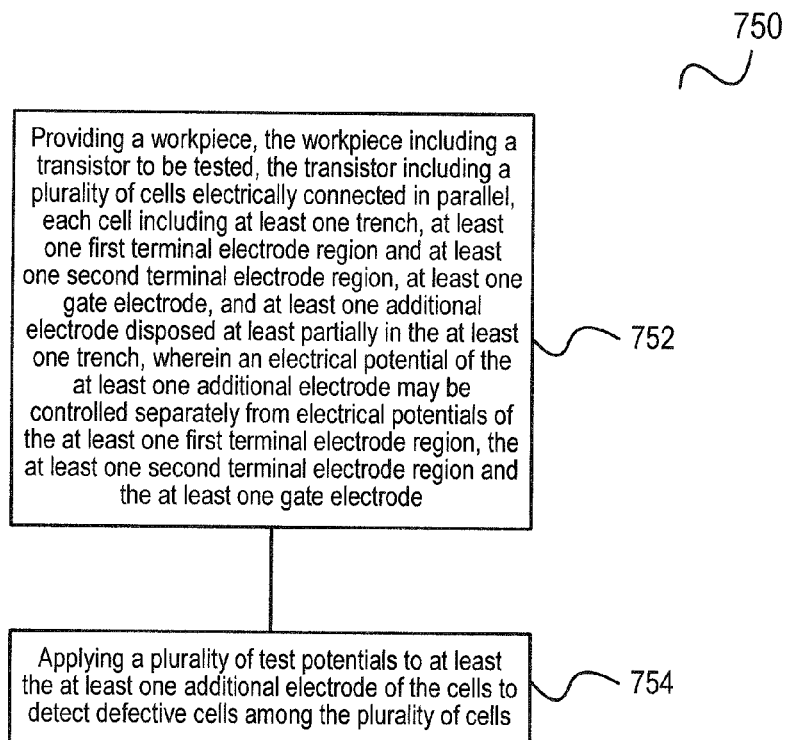 750
Providing a workpiece, the workpiece including a
transistor to be tested, the transistor including a
plurality of cells electrically connected in parallel,
each cell including at least one trench, at least
one first terminal electrode region and at least
one second terminal electrode region, at least one
gate electrode, and at least one additional
electrode disposed at least partially in the at least
one trench, wherein an electrical potential of the
at least one additional electrode may be
controlled separately from electrical potentials of
the at least one first terminal electrode region, the
at least one second terminal electrode region and
the at least one gate electrode
752
Applying a plurality of test potentials to at least
the at least one additional electrode of the cells to
detect defective cells among the plurality of cells
754